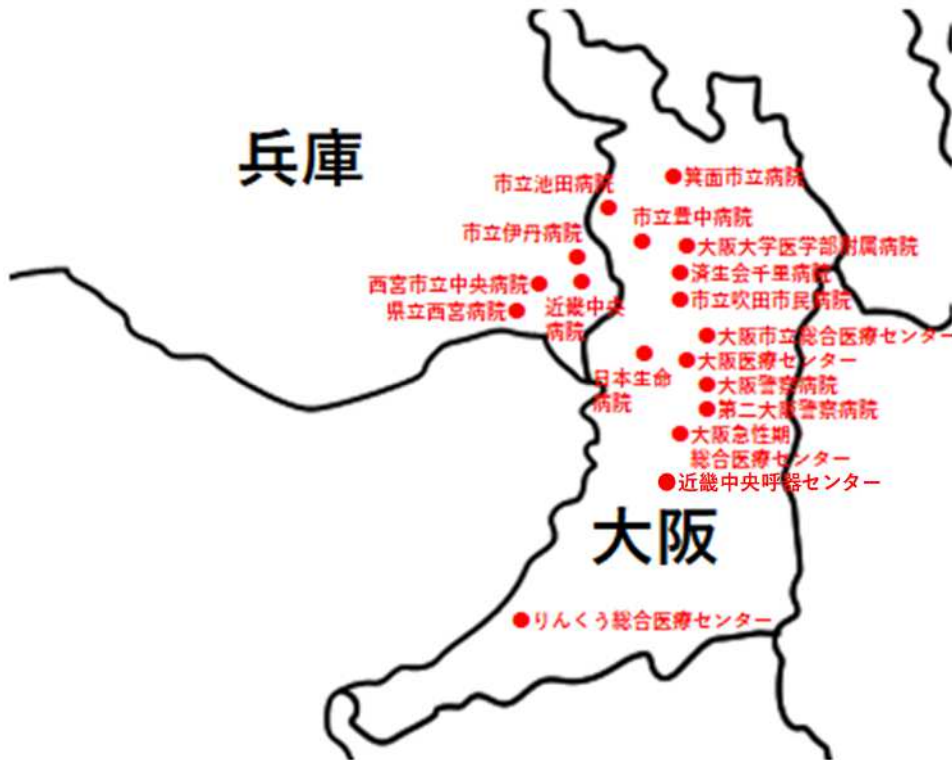 兵庫
市立池田病院
箕面市立病院
市立豊中病院
市立伊丹病院
大阪大学医学部附属病院
済生会千里病院
西宮市立中央病院
市立吹田市民病院
県立西宮病院
近畿中央
病院
大阪市立総合医療センター
大阪医療センター
日本生命
病院
大阪警察病院
第二大阪警察病院
大阪急性期
総合医療センター
近畿中央呼器センター
大阪
りんくう総合医療センター